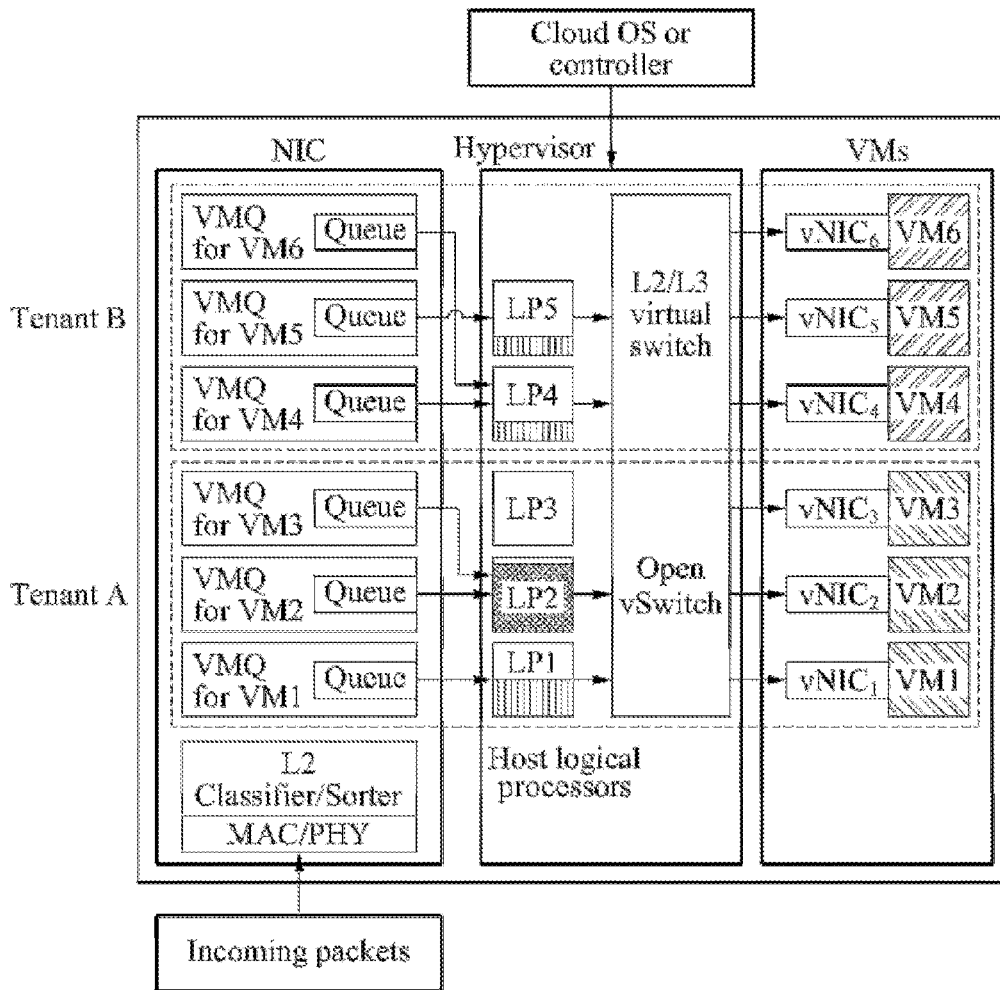 Cloud OS or
controller
NIC
Hypervisor
VMs
Tenant B
VMQ
for VM6
Queue
vNIC₆
VM6
VMQ
for VM5
Queue
LP5
L2/L3
virtual
switch
vNIC₅
VM5
VMQ
for VM4
Queue
LP4
vNIC₄
VM4
Tenant A
VMQ
for VM3
Queue
LP3
vNIC₃
VM3
VMQ
for VM2
Queue
LP2
Open
vSwitch
vNIC₂
VM2
VMQ
for VM1
Queue
LP1
vNIC₁
VM1
L2
Classifier/Sorter
MAC/PHY
Host logical
processors
Incoming packets